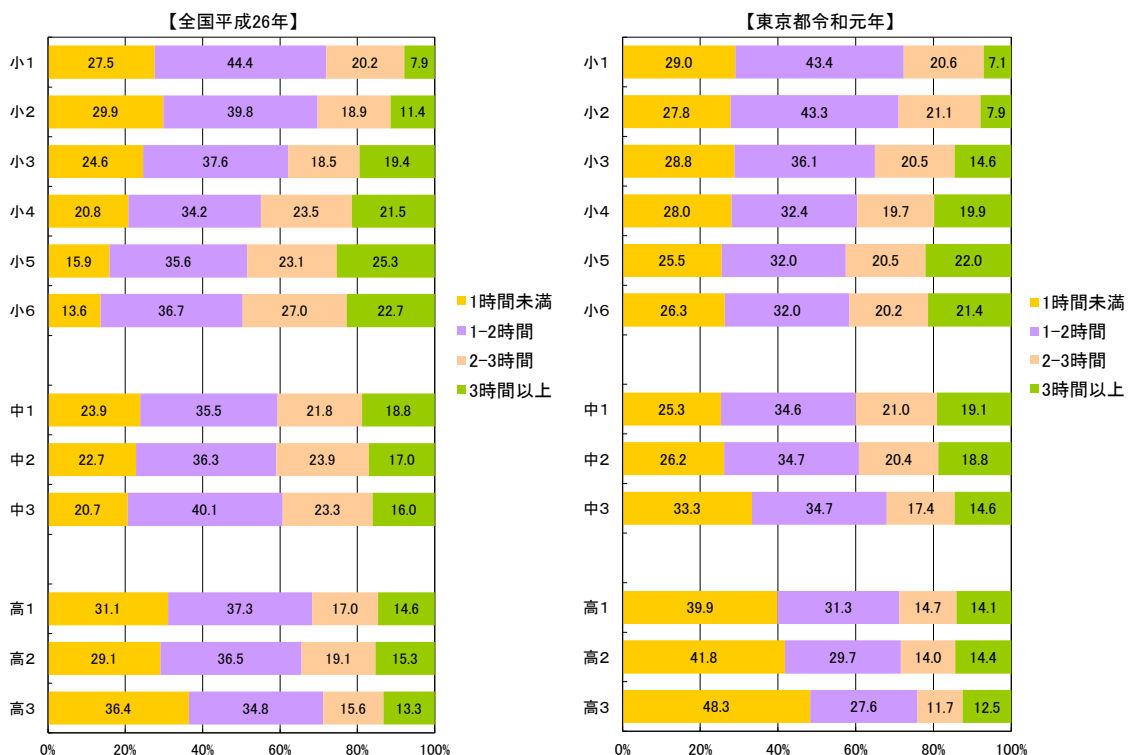 【全国平成26年】
小1 27.5 44.4 20.2 7.9
小2 29.9 39.8 18.9 11.4
小3 24.6 37.6 18.5 19.4
小4 20.8 34.2 23.5 21.5
小5 15.9 35.6 23.1 25.3
小6 13.6 36.7 27.0 22.7
中1 23.9 35.5 21.8 18.8
中2 22.7 36.3 23.9 17.0
中3 20.7 40.1 23.3 16.0
高1 31.1 37.3 17.0 14.6
高2 29.1 36.5 19.1 15.3
高3 36.4 34.8 15.6 13.3
0% 20% 40% 60% 80% 100%
1時間未満
1-2時間
2-3時間
3時間以上
【東京都令和元年】
小1 29.0 43.4 20.6 7.1
小2 27.8 43.3 21.1 7.9
小3 28.8 36.1 20.5 14.6
小4 28.0 32.4 19.7 19.9
小5 25.5 32.0 20.5 22.0
小6 26.3 32.0 20.2 21.4
中1 25.3 34.6 21.0 19.1
中2 26.2 34.7 20.4 18.8
中3 33.3 34.7 17.4 14.6
高1 39.9 31.3 14.7 14.1
高2 41.8 29.7 14.0 14.4
高3 48.3 27.6 11.7 12.5
0% 20% 40% 60% 80% 100%
1時間未満
1-2時間
2-3時間
3時間以上